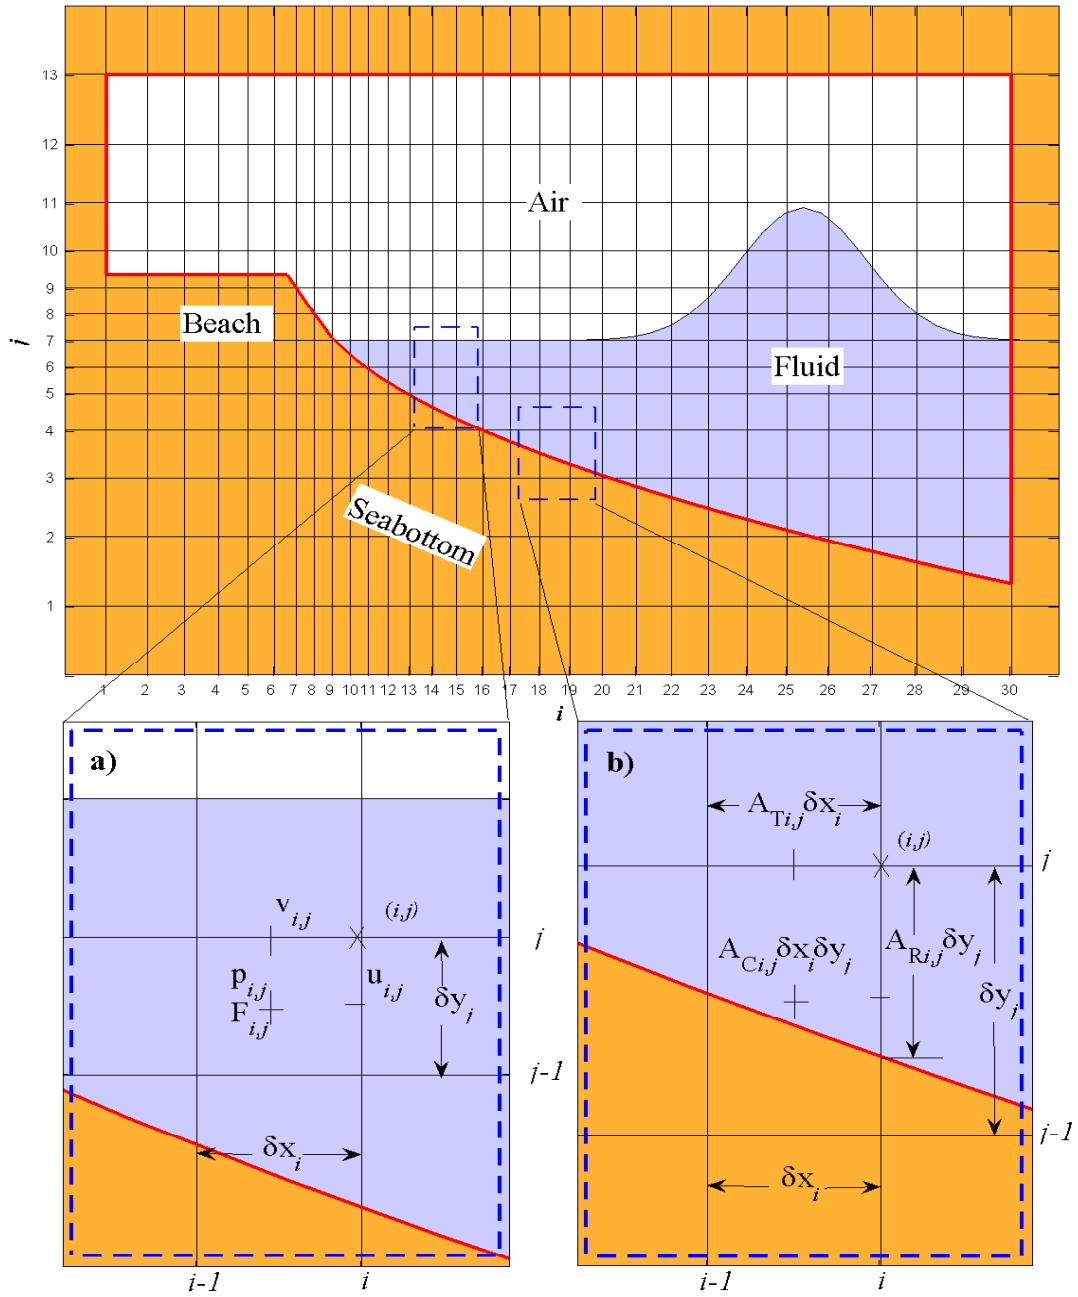 13
12
11
Air
10
9
8
Beach
7
i
6
Fluid
5
4
3
Seabottom
2
1
1 2 3 4 5 6 7 8 9 10 11 12 13 14 15 16 17 18 19 20 21 22 23 24 25 26 27 28 29 30
i
a)
v i,j
(i,j)
j
p i,j
u i,j
F i,j
δy j
j-1
δx i
i-1 i
b)
A Ti,j δx i
(i,j)
j
A Ci,j δx i δy j
A Ri,j δy j
δy j
j-1
δx i
i-1 i